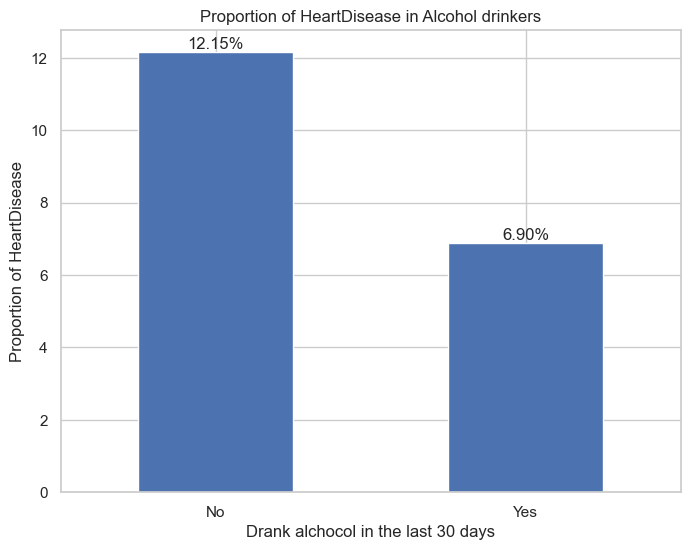 Proportion of HeartDisease in Alcohol drinkers
12.15%
6.90%
12
10
8
6
4
2
0
Proportion of HeartDisease
No
Yes
Drank alchocol in the last 30 days